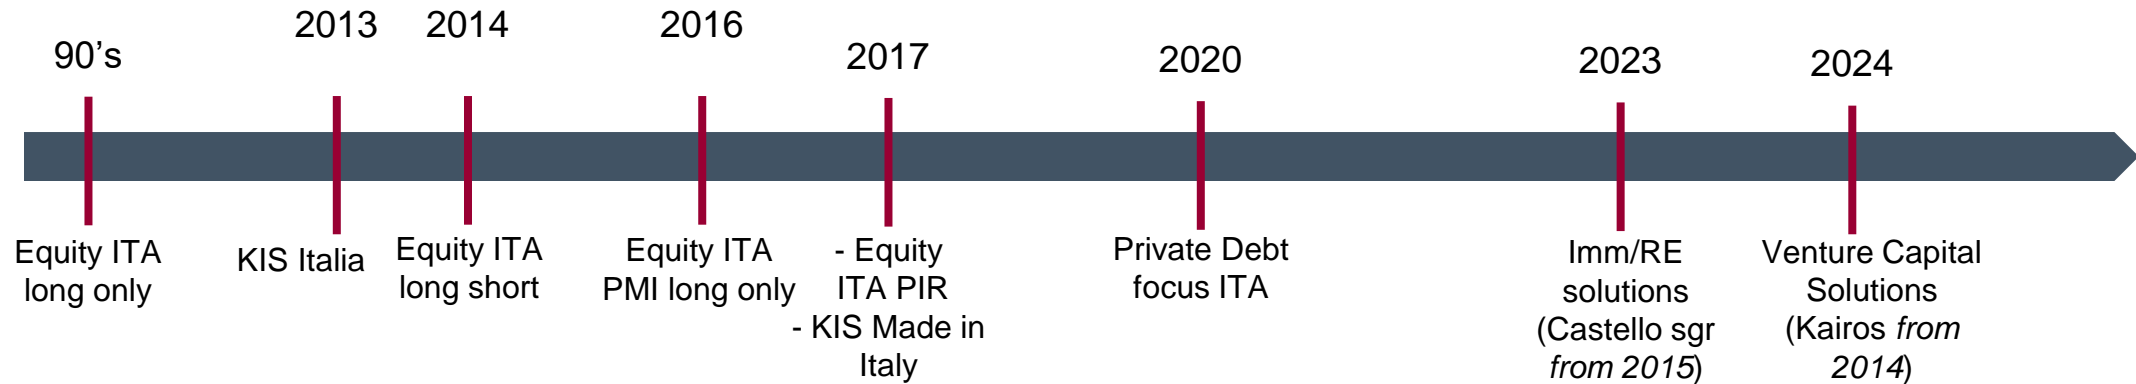 90’s
2013
2014
2016
2017
2020
2023
2024
Equity ITA
long only
KIS Italia
Equity ITA
long short
Equity ITA
PMI long only
- Equity
ITA PIR
- KIS Made in
Italy
Private Debt
focus ITA
Imm/RE
solutions
(Castello sgr
from 2015)
Venture Capital
Solutions
(Kairos from
2014)